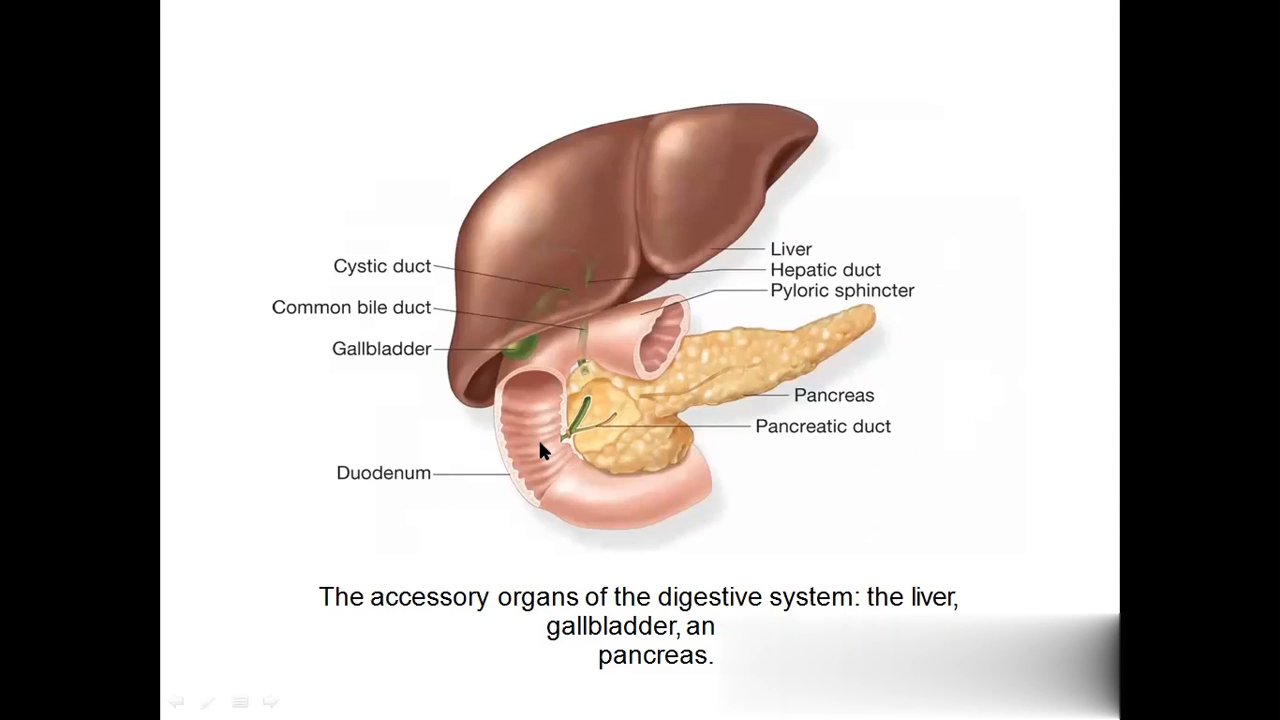 Cystic duct
Common bile duct
Gallbladder
Duodenum
Liver
Hepatic duct
Pyloric sphincter
Pancreas
Pancreatic duct
The accessory organs of the digestive system: the liver,
gallbladder, an
pancreas.